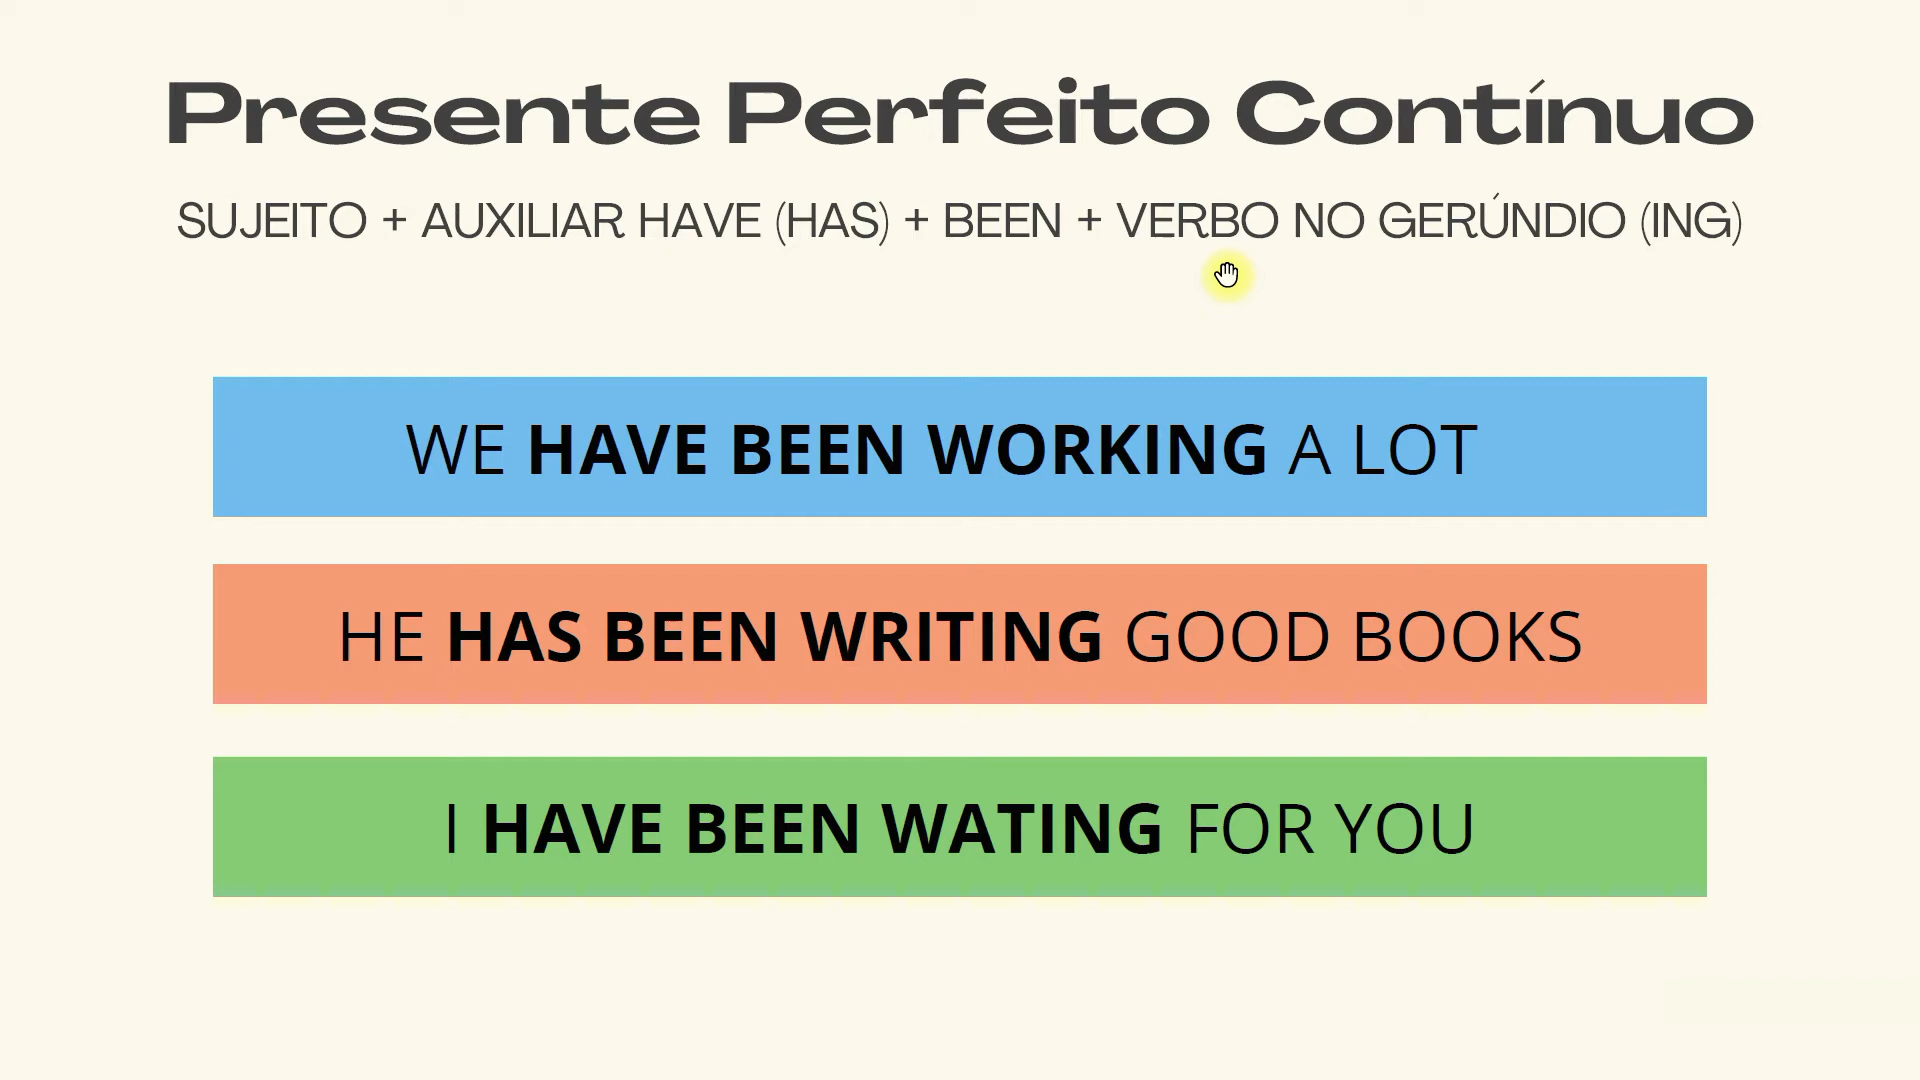 Presente Perfeito Contínuo
SUJEITO + AUXILIAR HAVE (HAS) + BEEN + VERBO NO GERÚNDIO (ING)
WE HAVE BEEN WORKING A LOT
HE HAS BEEN WRITING GOOD BOOKS
I HAVE BEEN WATING FOR YOU